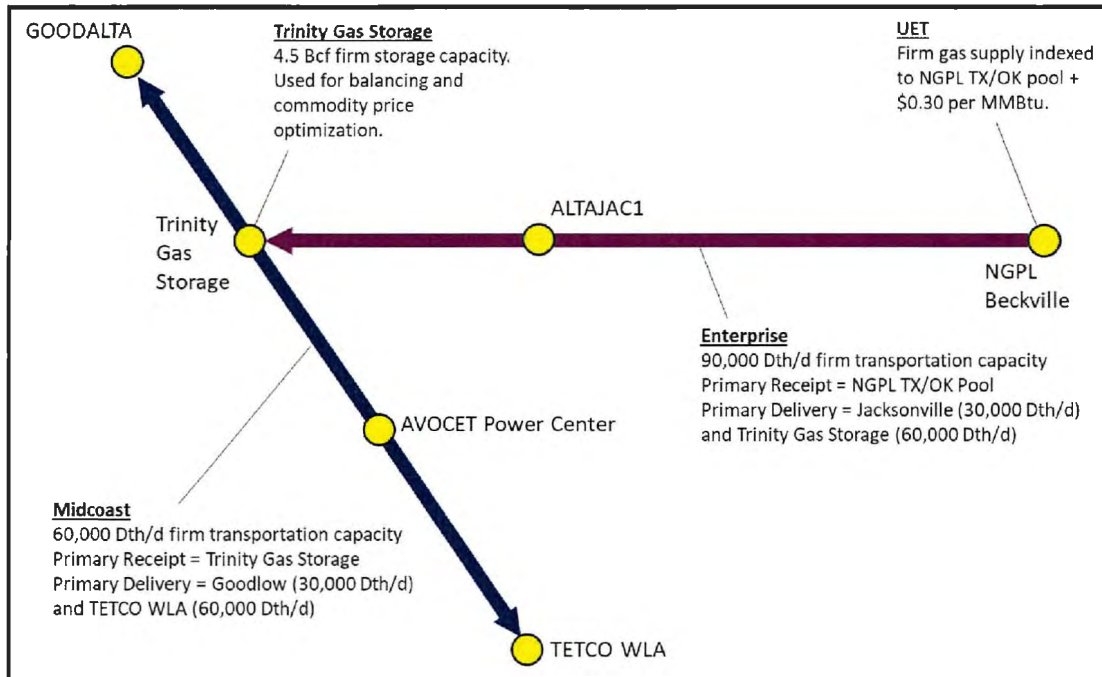 GOODALTA
Trinity Gas Storage
4.5 Bcf firm storage capacity.
Used for balancing and
commodity price
optimization.
UET
Firm gas supply indexed
to NGPL TX/OK pool +
$0.30 per MMBtu.
Trinity
Gas
Storage
ALTAJAC1
NGPL
Beckville
Enterprise
90,000 Dth/d firm transportation capacity
Primary Receipt = NGPL TX/OK Pool
Primary Delivery = Jacksonville (30,000 Dth/d)
and Trinity Gas Storage (60,000 Dth/d)
AVOCET Power Center
Midcoast
60,000 Dth/d firm transportation capacity
Primary Receipt = Trinity Gas Storage
Primary Delivery = Goodlow (30,000 Dth/d)
and TETCO WLA (60,000 Dth/d)
TETCO WLA